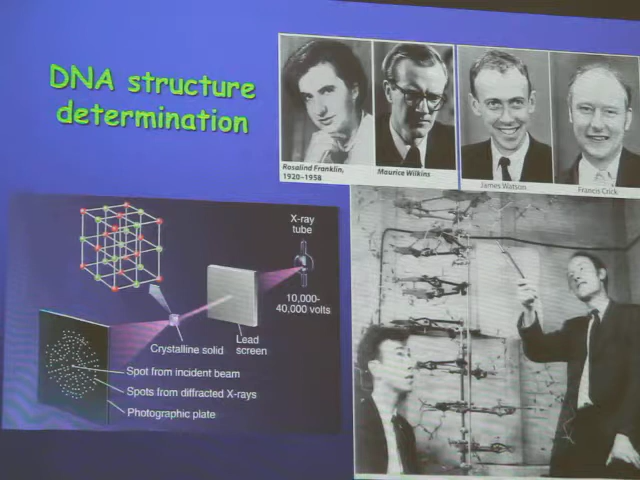 DNA structure
determination
Rosalind Franklin,
1920–1958
Maurice Wilkins
James Watson
Francis Crick
X-ray
tube
10,000-
40,000 volts
Lead
screen
Crystalline solid
Spot from incident beam
Spots from diffracted X-rays
Photographic plate